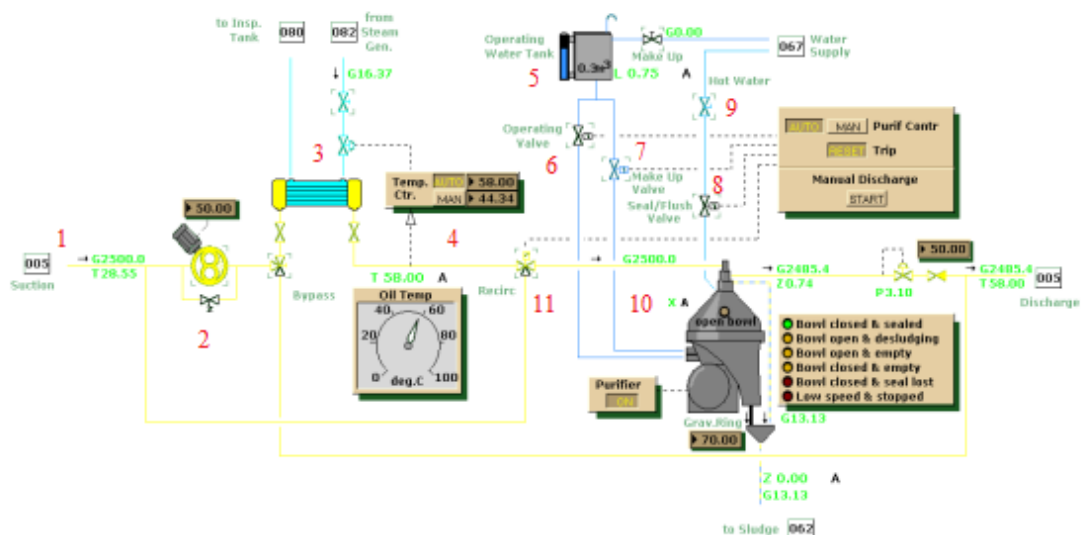 to Insp.
Tank
080
082
from
Steam
Gen.
G16.37
Operating
Water Tank
0.3m³
G0.00
Make Up
L 0.75 A
067
Water
Supply
Hot Water
5
9
3
Operating
Valve
6
7
Make Up
Valve
8
Seal/Flush
Valve
AUTO MAN Purif Contr
RESET Trip
Manual Discharge
START
Temp.
Ctr.
AUTO 58.00
MAN 44.34
4
50.00
1
005
Suction
G2500.0
T28.55
2
Bypass
T 58.00 A
Oil Temp
0 20 40 60 80 100
deg.C
Recirc
11
G2500.0
10
X A
open bowl
G2485.4
Z0.74
50.00
P3.10
G2485.4
T58.00
005
Discharge
Bowl closed & sealed
Bowl open & desludging
Bowl open & empty
Bowl closed & empty
Bowl closed & seal lost
Low speed & stopped
Purifier
ON
Grav.Ring
70.00
G13.13
Z 0.00 A
G13.13
to Sludge 062